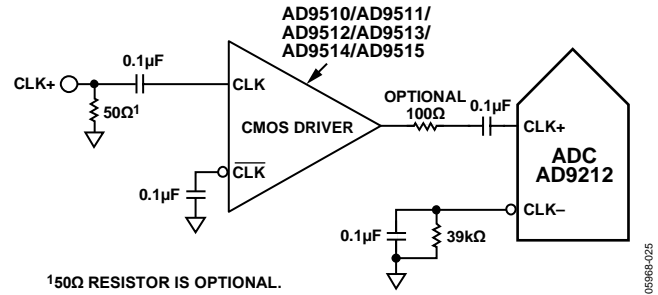 AD9510/AD9511/
AD9512/AD9513/
AD9514/AD9515
0.1µF
CLK+
50Ω¹
CLK
CMOS DRIVER
CLK
0.1µF
OPTIONAL
100Ω
0.1µF
CLK+
ADC
AD9212
CLK–
0.1µF
39kΩ
¹50Ω RESISTOR IS OPTIONAL.
05968-025